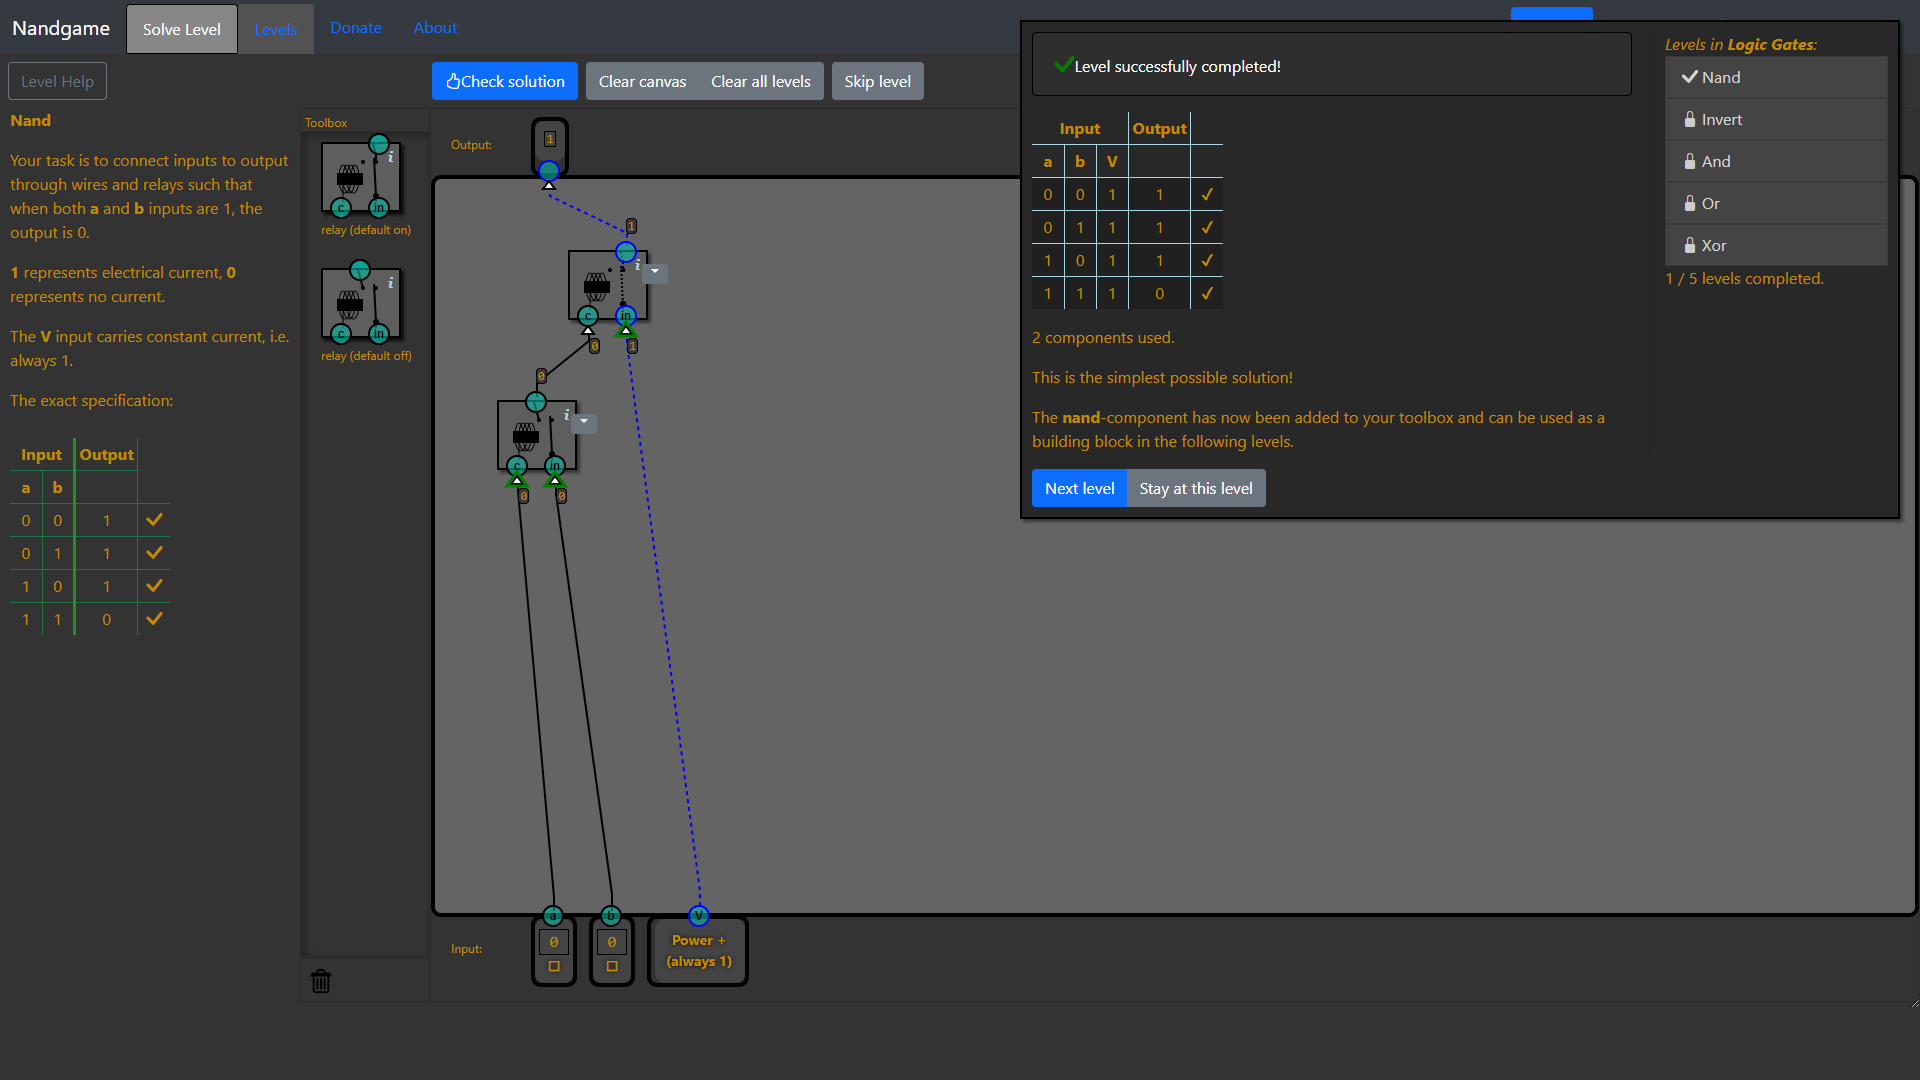 Nandgame
Solve Level
Levels
Donate
About
Level Help
Check solution
Clear canvas
Clear all levels
Skip level
Nand
Your task is to connect inputs to output
through wires and relays such that
when both a and b inputs are 1, the
output is 0.
1 represents electrical current, 0
represents no current.
The V input carries constant current, i.e.
always 1.
The exact specification:
Input Output
a b
0 0 1
0 1 1
1 0 1
1 1 0
Toolbox
i
c in
relay (default on)
i
c in
relay (default off)
Output:
1
1
i
c in
0 1
0
i
c in
0 0
a b V
Input:
0 0
Power +
(always 1)
Level successfully completed!
Input Output
a b V
0 0 1 1
0 1 1 1
1 0 1 1
1 1 1 0
2 components used.
This is the simplest possible solution!
The nand-component has now been added to your toolbox and can be used as a
building block in the following levels.
Next level
Stay at this level
Levels in Logic Gates:
Nand
Invert
And
Or
Xor
1 / 5 levels completed.